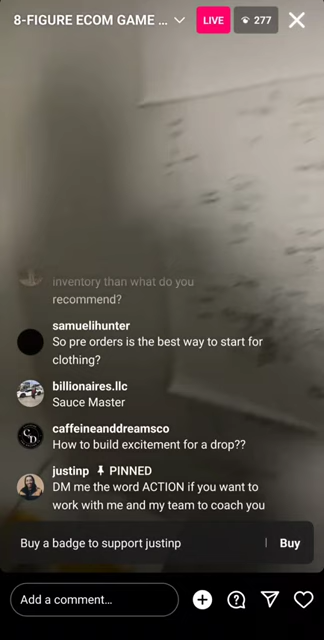 8-FIGURE ECOM GAME ...
LIVE
277
inventory than what do you
recommend?
samuelihunter
So pre orders is the best way to start for
clothing?
billionaires.llc
Sauce Master
caffeineanddreamsco
How to build excitement for a drop??
justinp PINNED
DM me the word ACTION if you want to
work with me and my team to coach you
Buy a badge to support justinp
Buy
Add a comment...